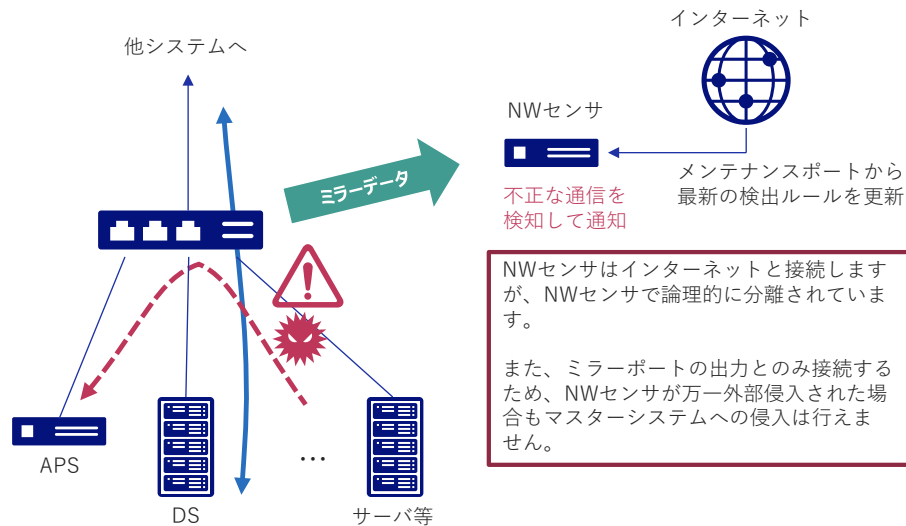 インターネット
他システムへ
NWセンサ
ミラーデータ
メンテナンスポートから
最新の検出ルールを更新
不正な通信を
検知して通知
NWセンサはインターネットと接続します
が、NWセンサで論理的に分離されていま
す。
また、ミラーポートの出力とのみ接続する
ため、NWセンサが万一外部侵入された場
合もマスターシステムへの侵入は行えま
せん。
APS
…
DS
サーバ等